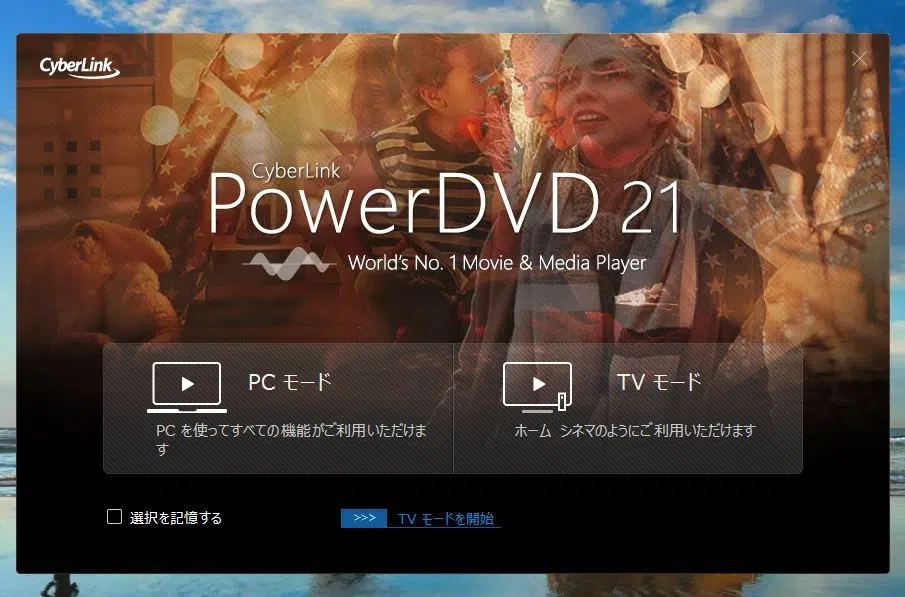 CyberLink
CyberLink
PowerDVD 21
World's No. 1 Movie & Media Player
PC モード
PC を使ってすべての機能がご利用いただけま
す
TV モード
ホーム シネマのようにご利用いただけます
選択を記憶する
>>> TV モードを開始